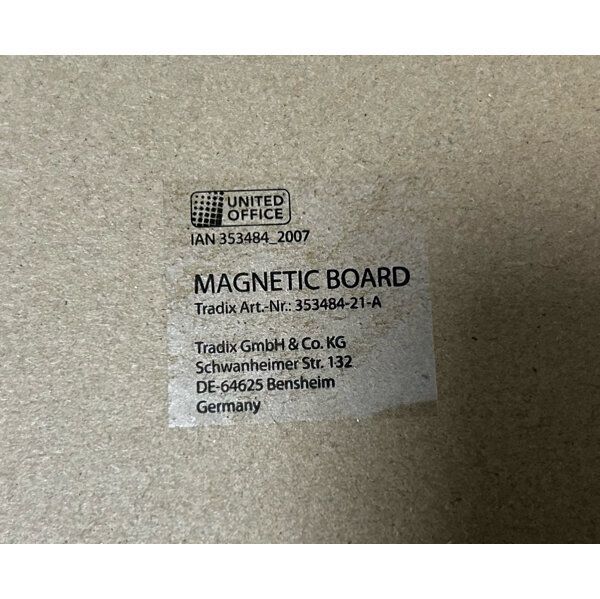 UNITED
OFFICE®
IAN 353484_2007
MAGNETIC BOARD
Tradix Art.-Nr.: 353484-21-A
Tradix GmbH & Co. KG
Schwanheimer Str. 132
DE-64625 Bensheim
Germany